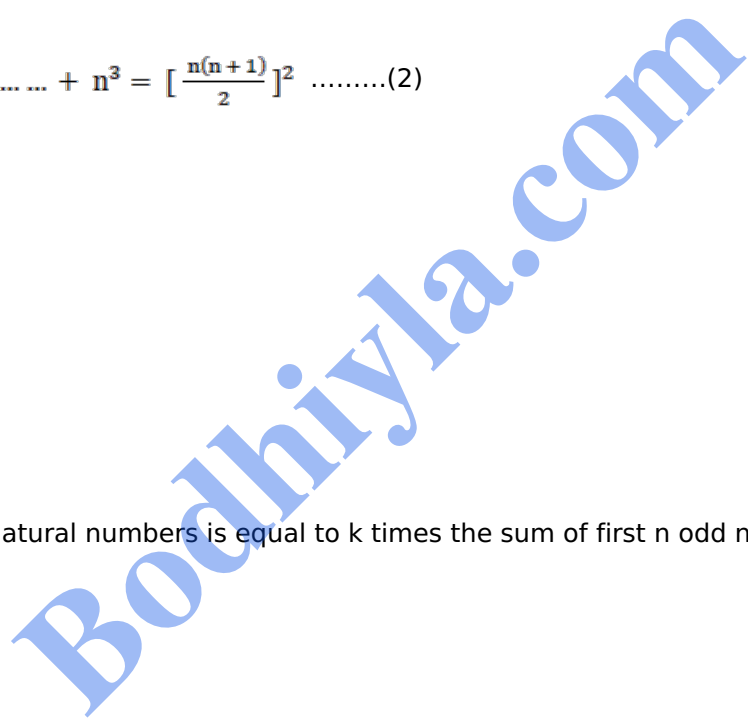 ... ... + n³ = [ n(n + 1) / 2 ]² .........(2)
atural numbers is equal to k times the sum of first n odd n
Bodhiyla.com